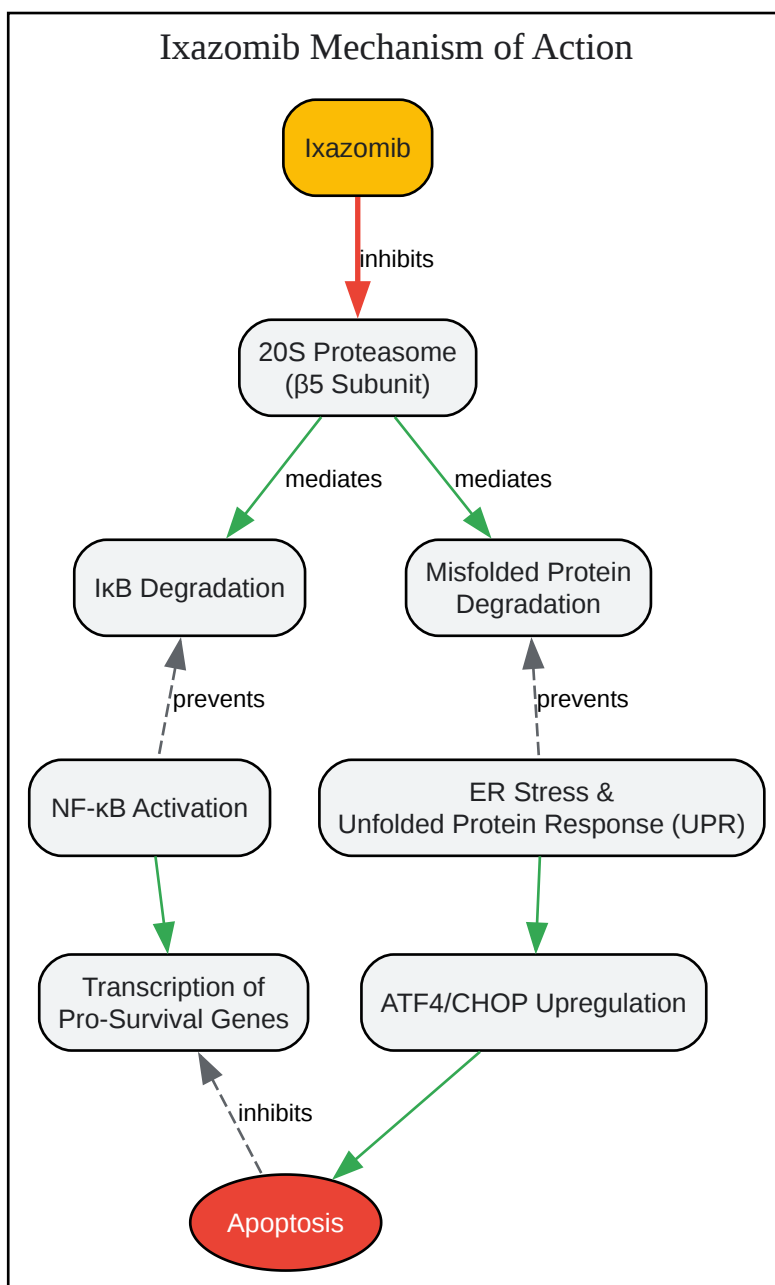 Ixazomib Mechanism of Action
Ixazomib
inhibits
20S Proteasome
(β5 Subunit)
mediates
mediates
IκB Degradation
Misfolded Protein
Degradation
prevents
prevents
NF-κB Activation
ER Stress &
Unfolded Protein Response (UPR)
Transcription of
Pro-Survival Genes
ATF4/CHOP Upregulation
inhibits
Apoptosis